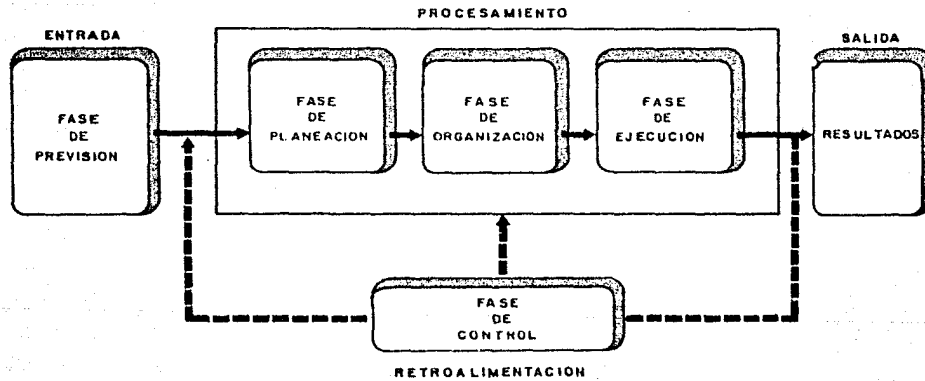 PROCESAMIENTO
ENTRADA
SALIDA
FASE
DE
PREVISION
FASE
DE
PLANEACION
FASE
DE
ORGANIZACIÓN
FASE
DE
EJECUCION
RESULTADOS
FASE
DE
CONTROL
RETROALIMENTACION